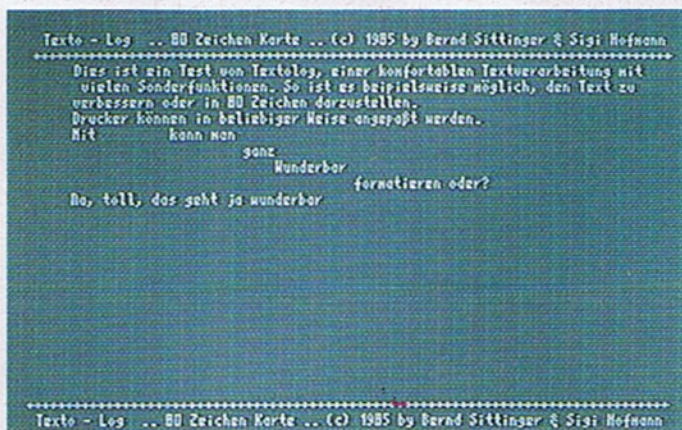 Texto - Log .. 80 Zeichen Karte .. (c) 1985 by Bernd Sittinger & Sigi Hofmann
Dies ist ein Test von Textolog, einer komfortablen Textverarbeitung mit
vielen Sonderfunktionen. So ist es beipielsweise möglich, den Text zu
verbessern oder in 80 Zeichen darzustellen.
Drucker können in beliebiger Weise angepaßt werden.
Mit kann man
ganz
Wunderbar
formatieren oder?
Na, toll, das geht ja wunderbar
Texto - Log .. 80 Zeichen Karte .. (c) 1985 by Bernd Sittinger & Sigi Hofmann